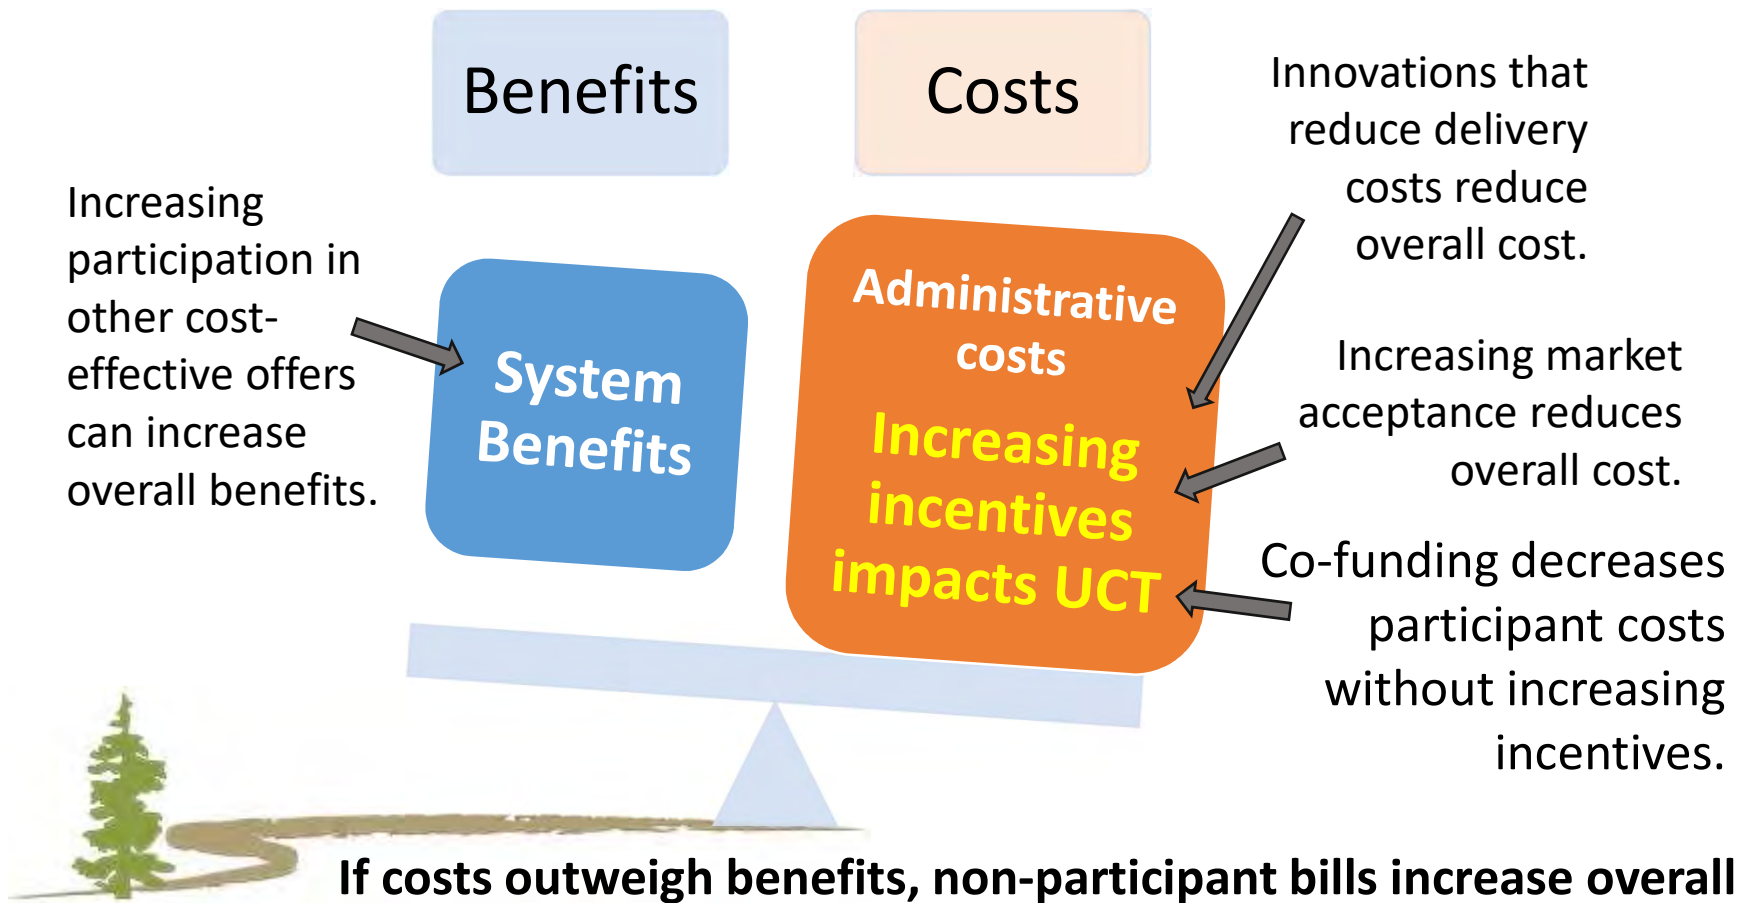 Benefits
Costs
Increasing
participation in
other cost-
effective offers
can increase
overall benefits.
System
Benefits
Administrative
costs
Increasing
incentives
impacts UCT
Innovations that
reduce delivery
costs reduce
overall cost.
Increasing market
acceptance reduces
overall cost.
Co-funding decreases
participant costs
without increasing
incentives.
If costs outweigh benefits, non-participant bills increase overall